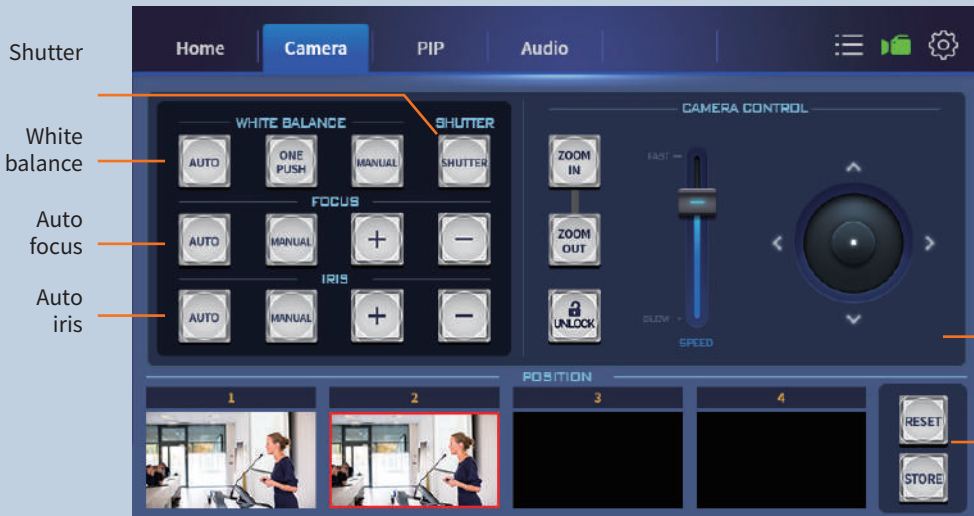 Shutter
White
balance
Auto
focus
Auto
iris
Home Camera PIP Audio
WHITE BALANCE SHUTTER
AUTO ONE PUSH MANUAL SHUTTER
FOCUS
AUTO MANUAL + −
IRIS
AUTO MANUAL + −
CAMERA CONTROL
ZOOM
IN
ZOOM
OUT
UNLOCK
FAST
SLOW
SPEED
POSITION
1 2 3 4
RESET
STORE